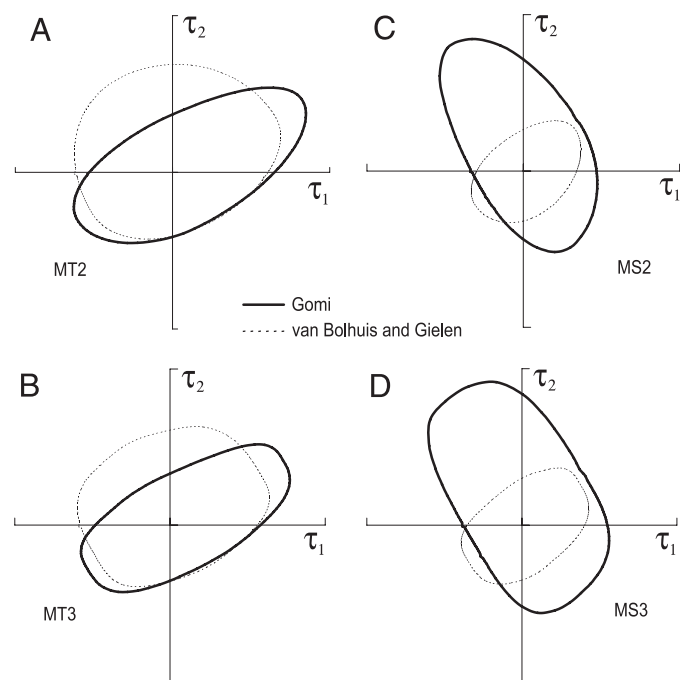 A
τ2
τ1
MT2
C
τ2
τ1
MS2
Gomi
van Bolhuis and Gielen
B
τ2
τ1
MT3
D
τ2
τ1
MS3